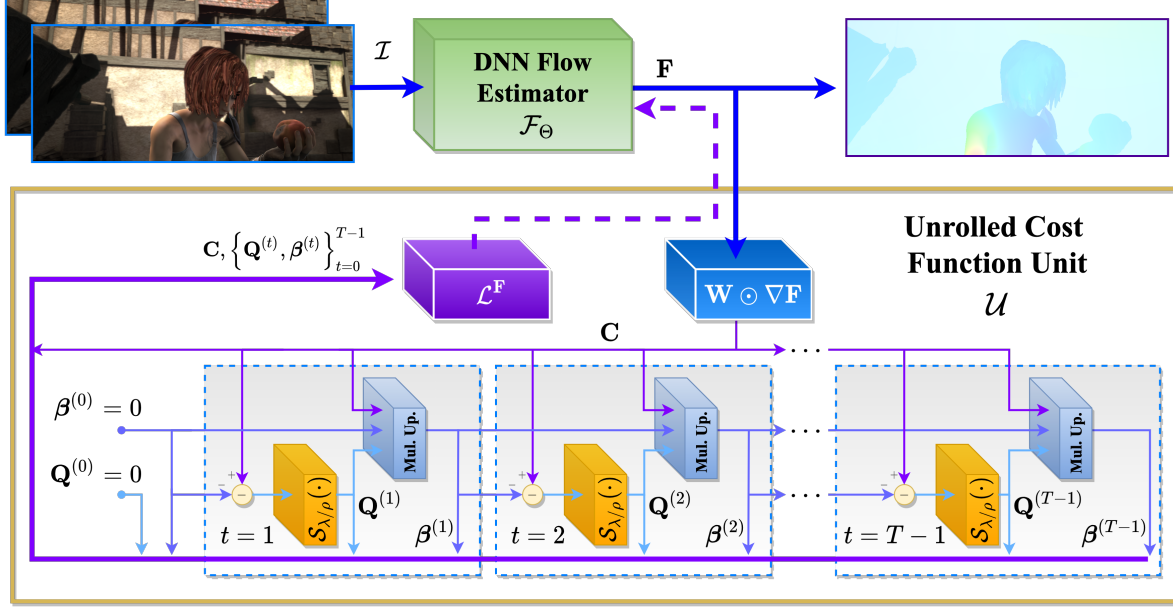 𝓘
DNN Flow
Estimator
𝓕_Θ
F
C, {Q^(t), β^(t)}_{t=0}^{T−1}
𝓛^F
W ⊙ ∇F
Unrolled Cost
Function Unit
𝒰
C
β^(0) = 0
Q^(0) = 0
+
−
−
t = 1
𝒮_{λ/ρ}(·)
Mul. Up.
Q^(1)
β^(1)
+
−
−
t = 2
𝒮_{λ/ρ}(·)
Mul. Up.
Q^(2)
β^(2)
···
···
···
+
−
−
t = T − 1
𝒮_{λ/ρ}(·)
Mul. Up.
Q^(T−1)
β^(T−1)